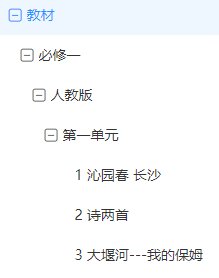 教材
必修一
人教版
第一单元
1 沁园春 长沙
2 诗两首
3 大堰河---我的保姆